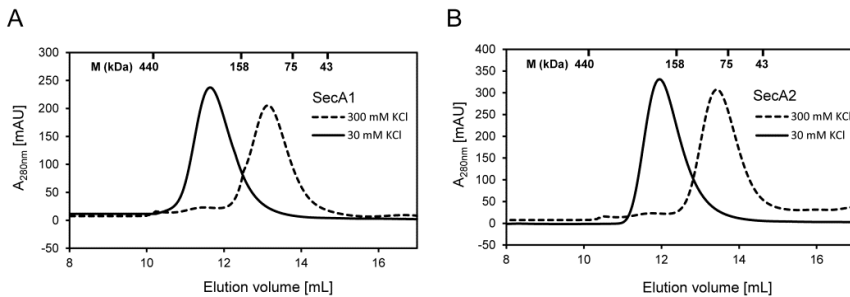 A
B
M (kDa) 440 158 75 43
300
250
200
150
100
50
0
-50
A280nm [mAU]
SecA1
300 mM KCl
30 mM KCl
8 10 12 14 16
Elution volume [mL]
M (kDa) 440 158 75 43
400
350
300
250
200
150
100
50
0
-50
A280nm [mAU]
SecA2
300 mM KCl
30 mM KCl
8 10 12 14 16
Elution volume [mL]